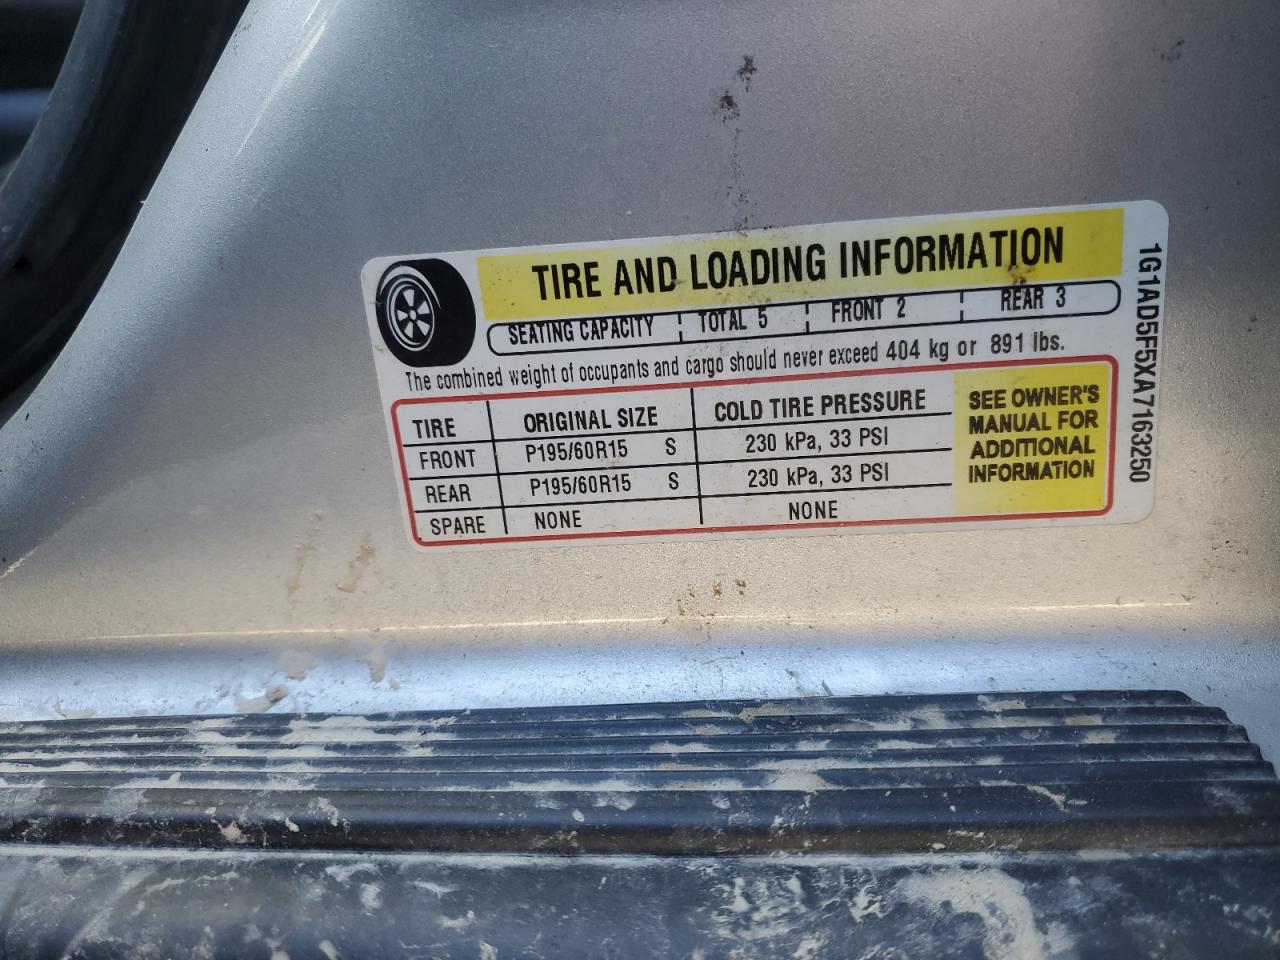 TIRE AND LOADING INFORMATION
SEATING CAPACITY TOTAL 5 FRONT 2 REAR 3
The combined weight of occupants and cargo should never exceed 404 kg or 891 lbs.
TIRE ORIGINAL SIZE COLD TIRE PRESSURE
FRONT P195/60R15 S 230 kPa, 33 PSI
REAR P195/60R15 S 230 kPa, 33 PSI
SPARE NONE NONE
SEE OWNER'S
MANUAL FOR
ADDITIONAL
INFORMATION
1G1AD5F5XA7163250